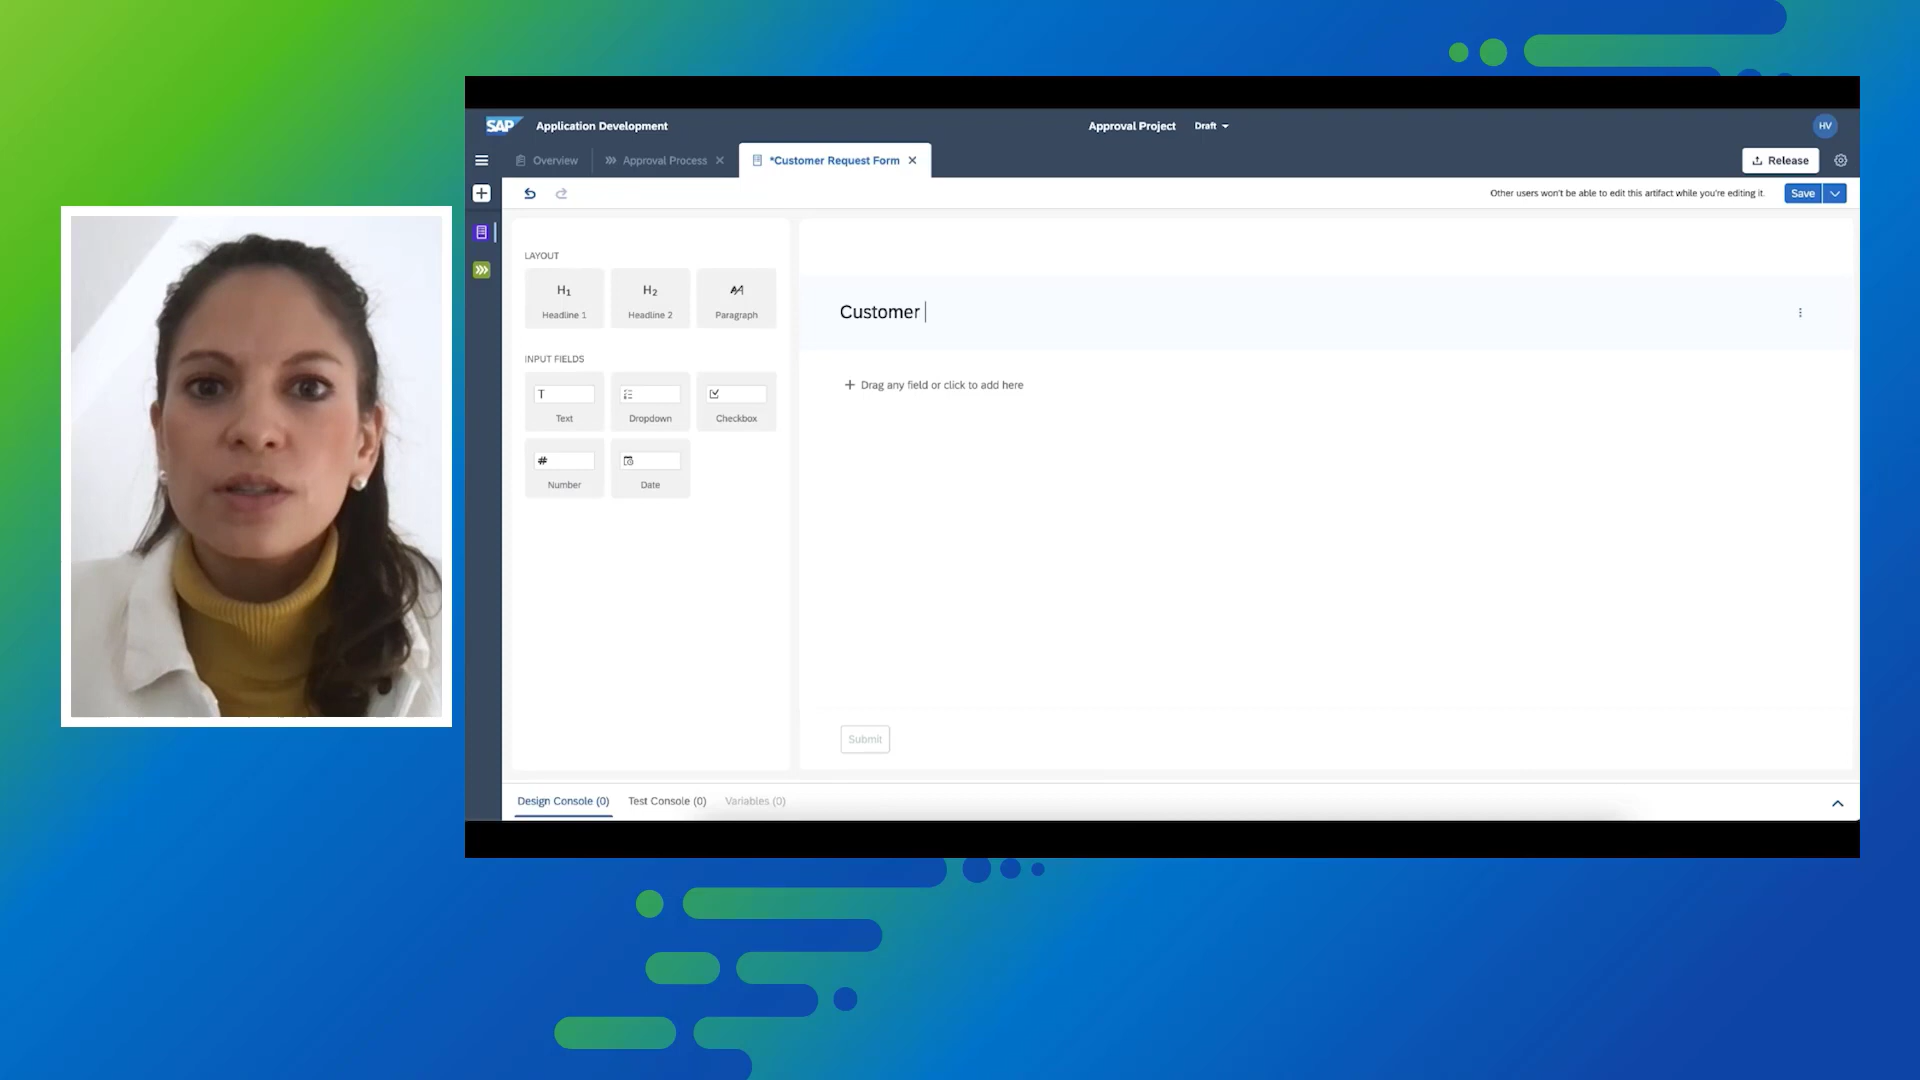 SAP Application Development
Approval Project Draft
HV
Overview
Approval Process
*Customer Request Form
Release
Other users won't be able to edit this artifact while you're editing it.
Save
LAYOUT
H1 H2
Headline 1 Headline 2 Paragraph
INPUT FIELDS
T
Text Dropdown Checkbox
#
Number Date
Customer
Drag any field or click to add here
Submit
Design Console (0) Test Console (0) Variables (0)